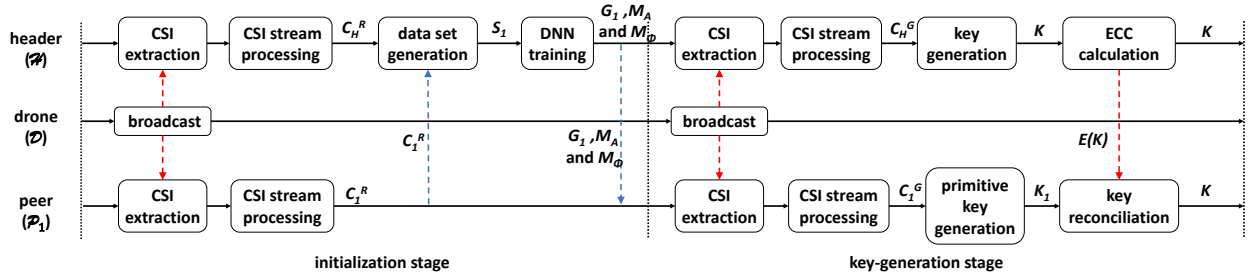 header
(ℋ)
CSI
extraction
CSI stream
processing
C_H^R
data set
generation
S_1
DNN
training
G_1 ,M_A
and M_Φ
CSI
extraction
CSI stream
processing
C_H^G
key
generation
K
ECC
calculation
K
drone
(𝒟)
broadcast
C_1^R
G_1 ,M_A
and M_Φ
broadcast
E(K)
peer
(𝒫_1)
CSI
extraction
CSI stream
processing
C_1^R
CSI
extraction
CSI stream
processing
C_1^G
primitive
key
generation
K_1
key
reconciliation
K
initialization stage
key-generation stage